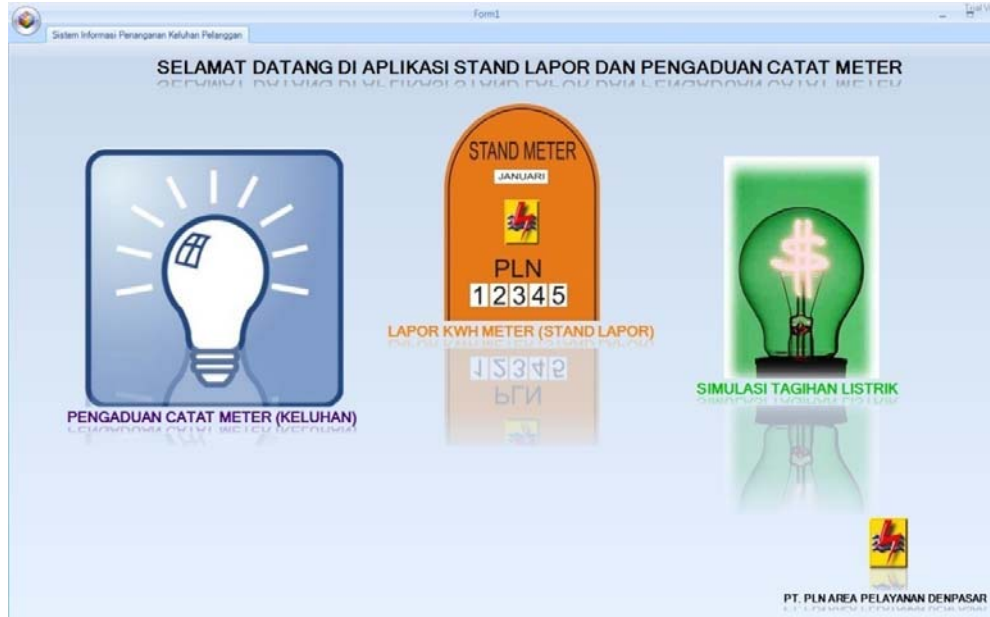 Form1
Trial V
Sistem Informasi Penanganan Keluhan Pelanggan
SELAMAT DATANG DI APLIKASI STAND LAPOR DAN PENGADUAN CATAT METER
STAND METER
JANUARI
PLN
12345
LAPOR KWH METER (STAND LAPOR)
SIMULASI TAGIHAN LISTRIK
PENGADUAN CATAT METER (KELUHAN)
PT. PLN AREA PELAYANAN DENPASAR